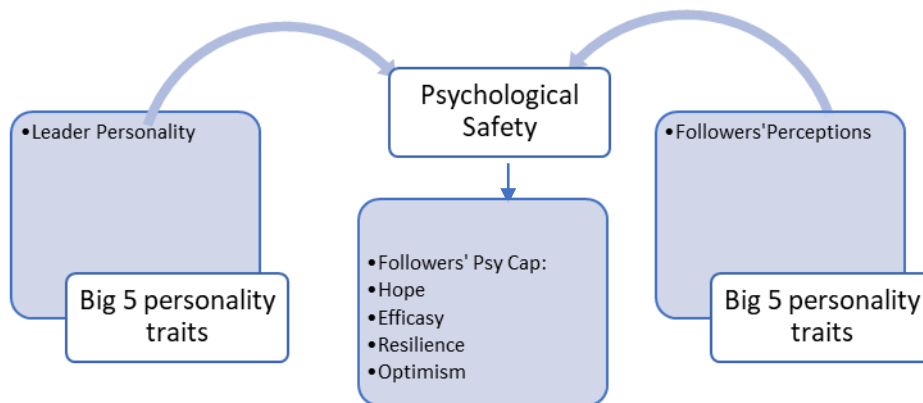 Psychological
Safety
•Leader Personality
Big 5 personality
traits
•Followers' Psy Cap:
•Hope
•Efficasy
•Resilience
•Optimism
•Followers'Perceptions
Big 5 personality
traits